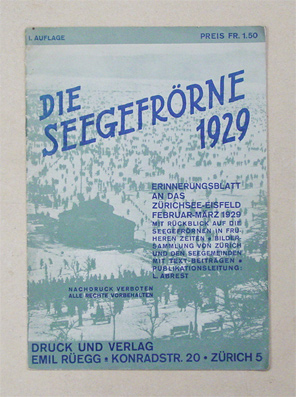 I. AUFLAGE
PREIS FR. 1.50
DIE
SEEGEFRÖRNE
1929
ERINNERUNGSBLATT
AN DAS
ZÜRICHSEE-EISFELD
FEBRUAR-MÄRZ 1929
MIT RÜCKBLICK AUF DIE
SEEGEFRÖRNEN IN FRÜ-
HEREN ZEITEN • BILDER-
SAMMLUNG VON ZÜRICH
UND DEN SEEGEMEINDEN
MIT TEXT-BEITRÄGEN •
PUBLIKATIONSLEITUNG:
L. ABREST
NACHDRUCK VERBOTEN
ALLE RECHTE VORBEHALTEN
DRUCK UND VERLAG
EMIL RÜEGG • KONRADSTR. 20 • ZÜRICH 5